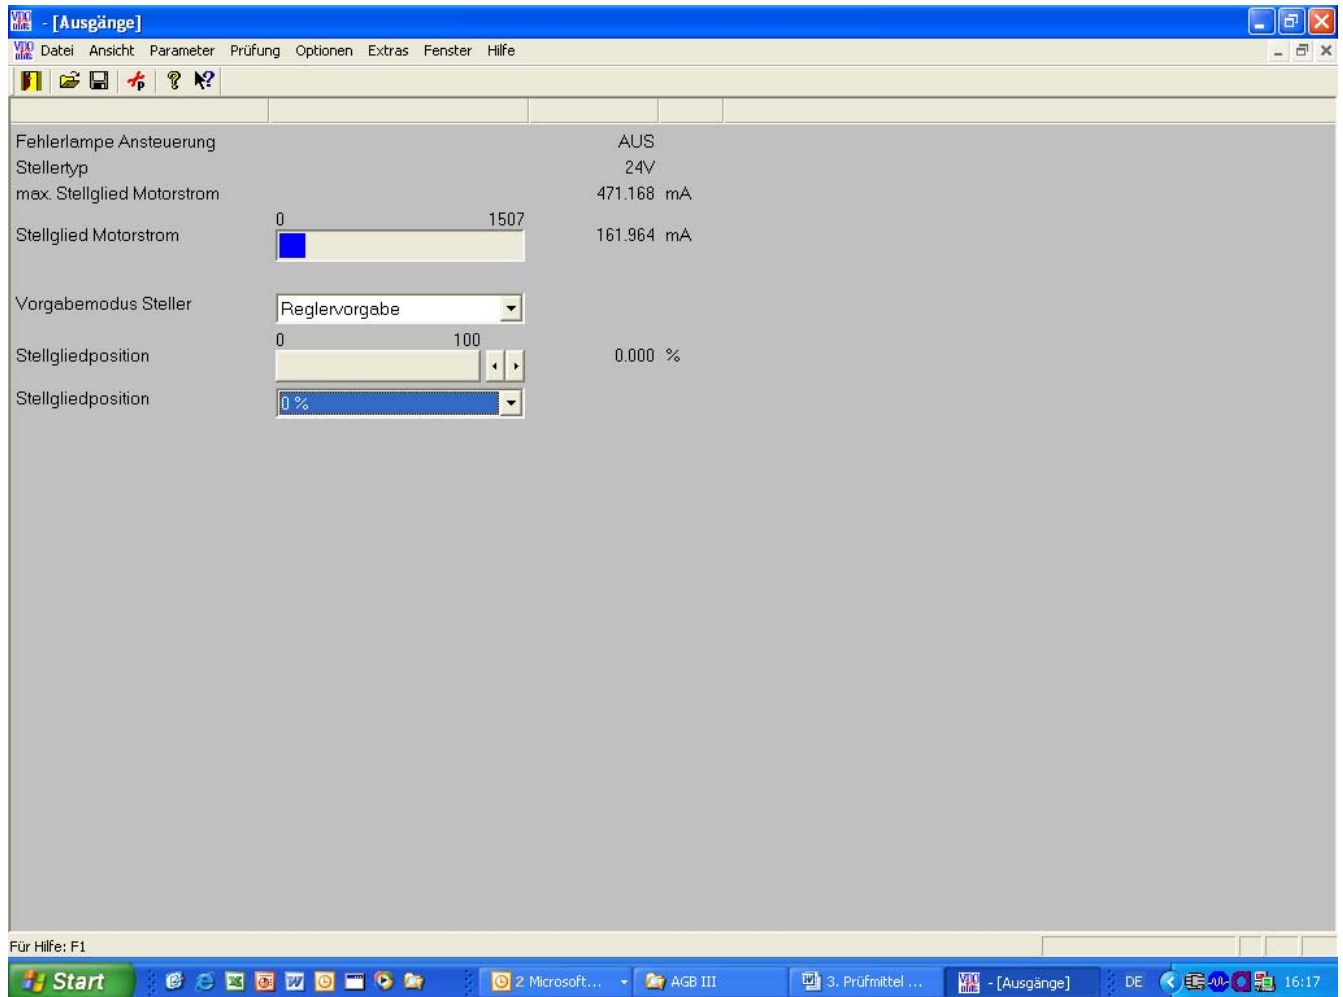 - [Ausgänge]
Datei Ansicht Parameter Prüfung Optionen Extras Fenster Hilfe
Fehlerlampe Ansteuerung AUS
Stellertyp 24V
max. Stellglied Motorstrom 471.168 mA
0 1507
Stellglied Motorstrom 161.964 mA
Vorgabemodus Steller Reglervorgabe
0 100
Stellgliedposition 0.000 %
Stellgliedposition 0 %
Für Hilfe: F1
Start 2 Microsoft... AGB III 3. Prüfmittel ... - [Ausgänge] DE 16:17